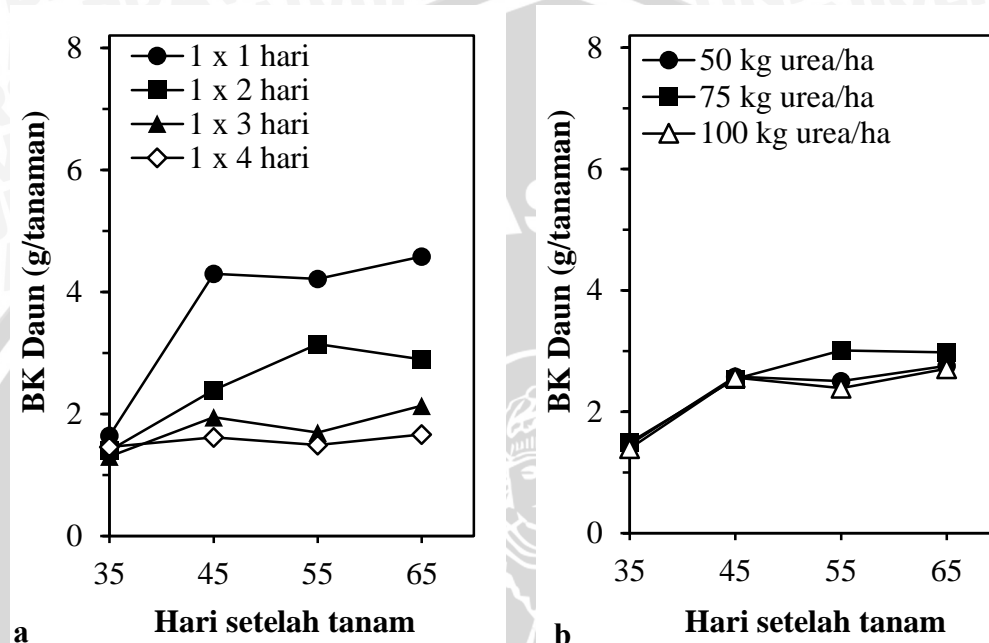 8
6
4
2
0
BK Daun (g/tanaman)
1 x 1 hari
1 x 2 hari
1 x 3 hari
1 x 4 hari
35 45 55 65
Hari setelah tanam
a
8
6
4
2
0
BK Daun (g/tanaman)
50 kg urea/ha
75 kg urea/ha
100 kg urea/ha
35 45 55 65
Hari setelah tanam
b